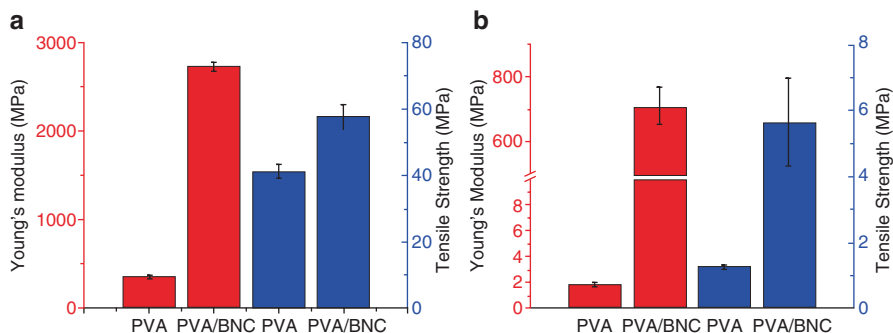 a
3000
2000
1000
0
Young's modulus (MPa)
80
60
40
20
0
Tensile Strength (MPa)
PVA PVA/BNC PVA PVA/BNC
b
800
600
8
6
4
2
0
Young's Modulus (MPa)
8
6
4
2
0
Tensile Strength (MPa)
PVA PVA/BNC PVA PVA/BNC